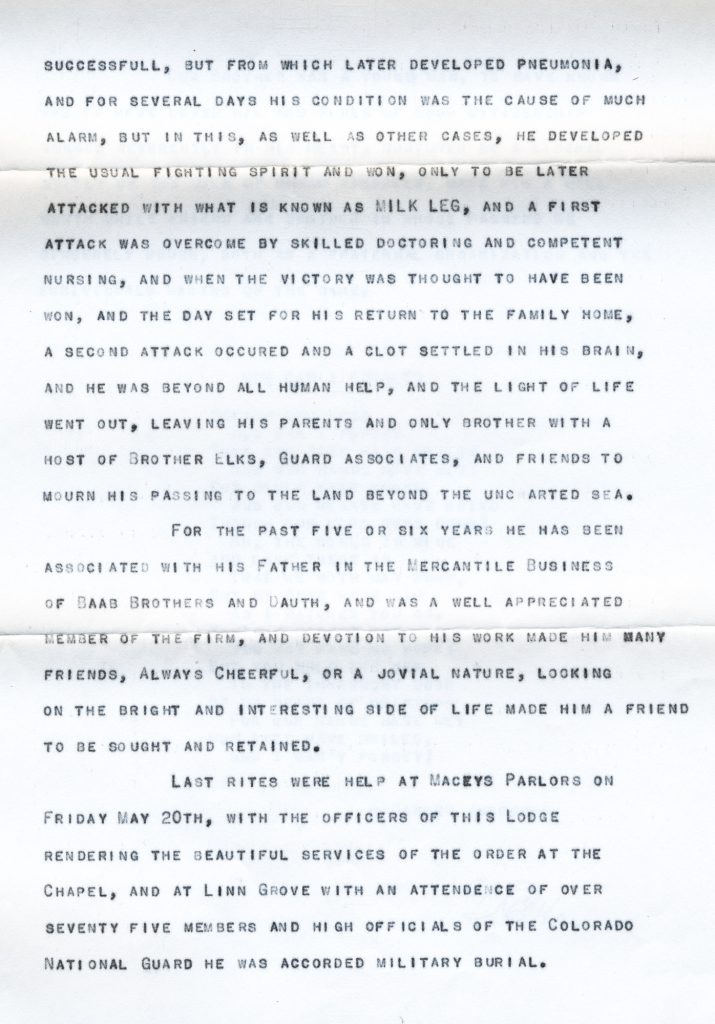 SUCCESSFULL, BUT FROM WHICH LATER DEVELOPED PNEUMONIA,
AND FOR SEVERAL DAYS HIS CONDITION WAS THE CAUSE OF MUCH
ALARM, BUT IN THIS, AS WELL AS OTHER CASES, HE DEVELOPED
THE USUAL FIGHTING SPIRIT AND WON, ONLY TO BE LATER
ATTACKED WITH WHAT IS KNOWN AS MILK LEG, AND A FIRST
ATTACK WAS OVERCOME BY SKILLED DOCTORING AND COMPETENT
NURSING, AND WHEN THE VICTORY WAS THOUGHT TO HAVE BEEN
WON, AND THE DAY SET FOR HIS RETURN TO THE FAMILY HOME,
A SECOND ATTACK OCCURED AND A CLOT SETTLED IN HIS BRAIN,
AND HE WAS BEYOND ALL HUMAN HELP, AND THE LIGHT OF LIFE
WENT OUT, LEAVING HIS PARENTS AND ONLY BROTHER WITH A
HOST OF BROTHER ELKS, GUARD ASSOCIATES, AND FRIENDS TO
MOURN HIS PASSING TO THE LAND BEYOND THE UNCHARTED SEA.
FOR THE PAST FIVE OR SIX YEARS HE HAS BEEN
ASSOCIATED WITH HIS FATHER IN THE MERCANTILE BUSINESS
OF BAAB BROTHERS AND DAUTH, AND WAS A WELL APPRECIATED
MEMBER OF THE FIRM, AND DEVOTION TO HIS WORK MADE HIM MANY
FRIENDS, ALWAYS CHEERFUL, OR A JOVIAL NATURE, LOOKING
ON THE BRIGHT AND INTERESTING SIDE OF LIFE MADE HIM A FRIEND
TO BE SOUGHT AND RETAINED.
LAST RITES WERE HELP AT MACEYS PARLORS ON
FRIDAY MAY 20TH, WITH THE OFFICERS OF THIS LODGE
RENDERING THE BEAUTIFUL SERVICES OF THE ORDER AT THE
CHAPEL, AND AT LINN GROVE WITH AN ATTENDENCE OF OVER
SEVENTY FIVE MEMBERS AND HIGH OFFICIALS OF THE COLORADO
NATIONAL GUARD HE WAS ACCORDED MILITARY BURIAL.